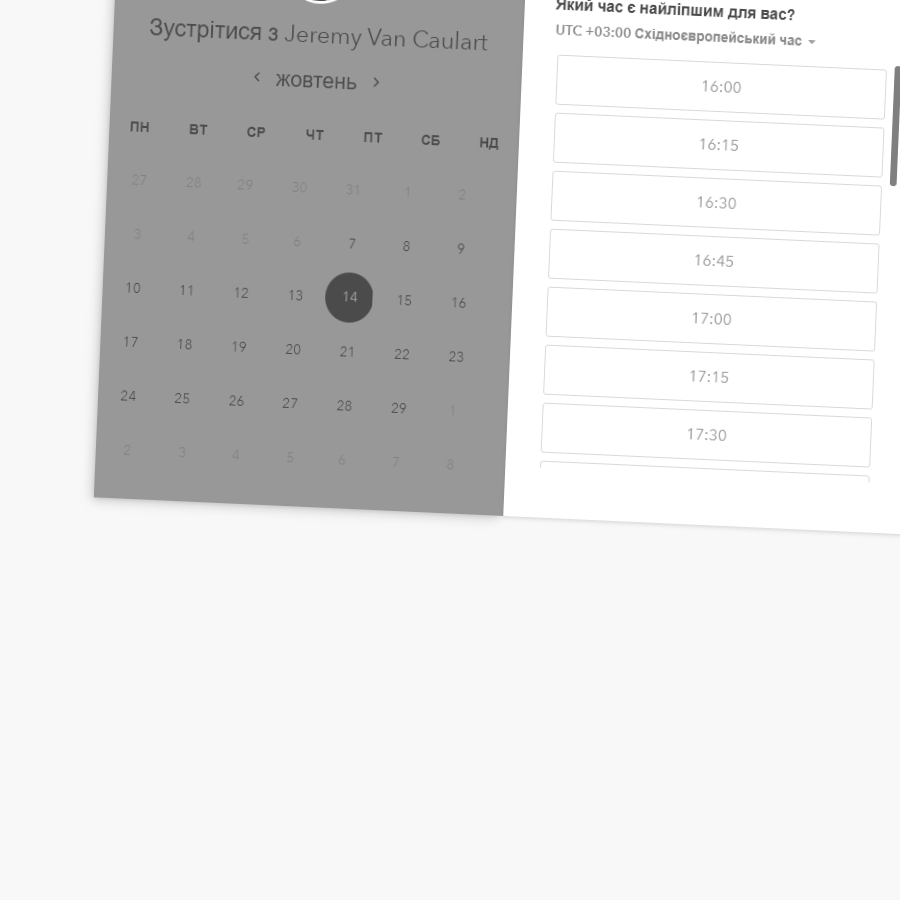 Зустрітися з Jeremy Van Caulart
жовтень
ПН ВТ СР ЧТ ПТ СБ НД
27 28 29 30 31 1 2
3 4 5 6 7 8 9
10 11 12 13 14 15 16
17 18 19 20 21 22 23
24 25 26 27 28 29 1
2 3 4 5 6 7 8
Який час є найліпшим для вас?
UTC +03:00 Східноєвропейський час
16:00
16:15
16:30
16:45
17:00
17:15
17:30